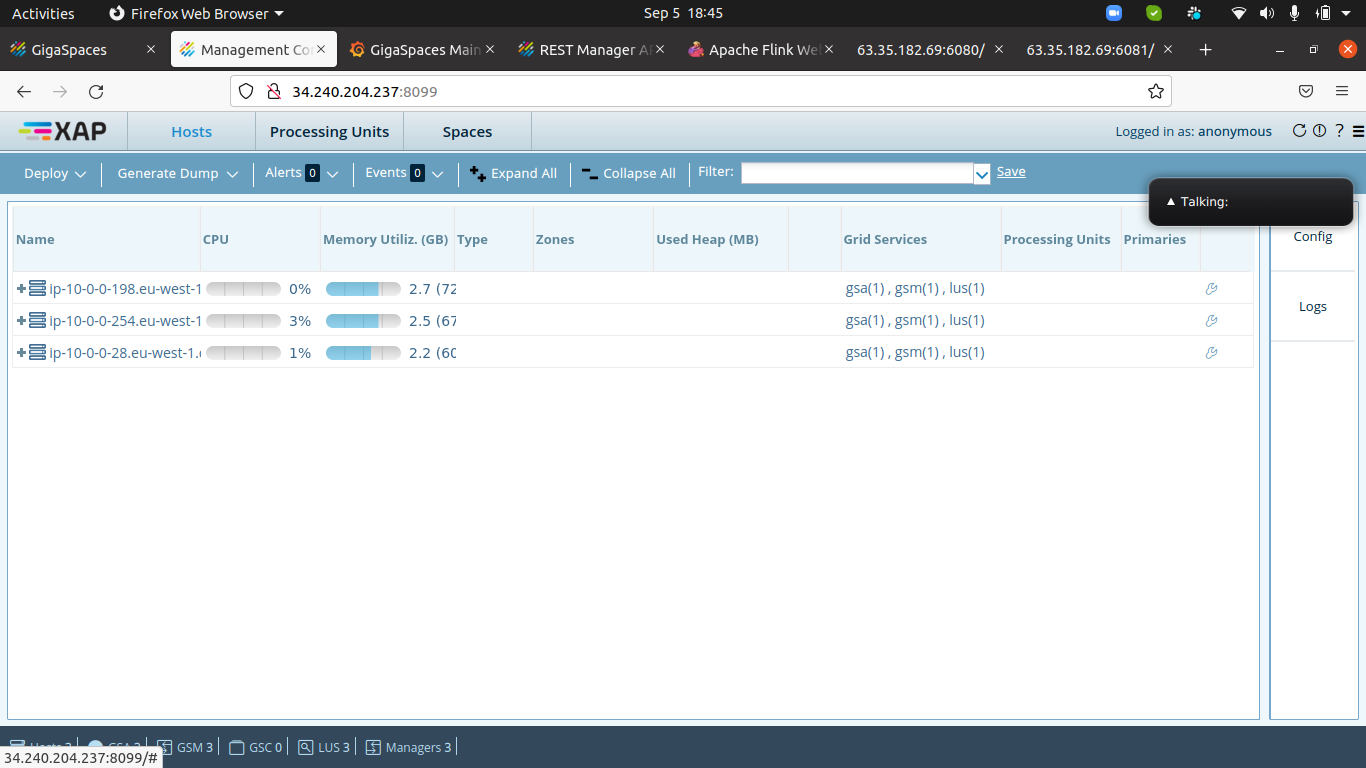 Activities Firefox Web Browser Sep 5 18:45
GigaSpaces Management Co GigaSpaces Main REST Manager A Apache Flink We 63.35.182.69:6080/ 63.35.182.69:6081/
34.240.204.237:8099
XAP Hosts Processing Units Spaces Logged in as: anonymous
Deploy Generate Dump Alerts 0 Events 0 Expand All Collapse All Filter: Save
Talking:
Name CPU Memory Utiliz. (GB) Type Zones Used Heap (MB) Grid Services Processing Units Primaries
Config
ip-10-0-0-198.eu-west-1 0% 2.7 (72 gsa(1) , gsm(1) , lus(1)
Logs
ip-10-0-0-254.eu-west-1 3% 2.5 (67 gsa(1) , gsm(1) , lus(1)
ip-10-0-0-28.eu-west-1. 1% 2.2 (60 gsa(1) , gsm(1) , lus(1)
GSM 3 GSC 0 LUS 3 Managers 3
34.240.204.237:8099/#